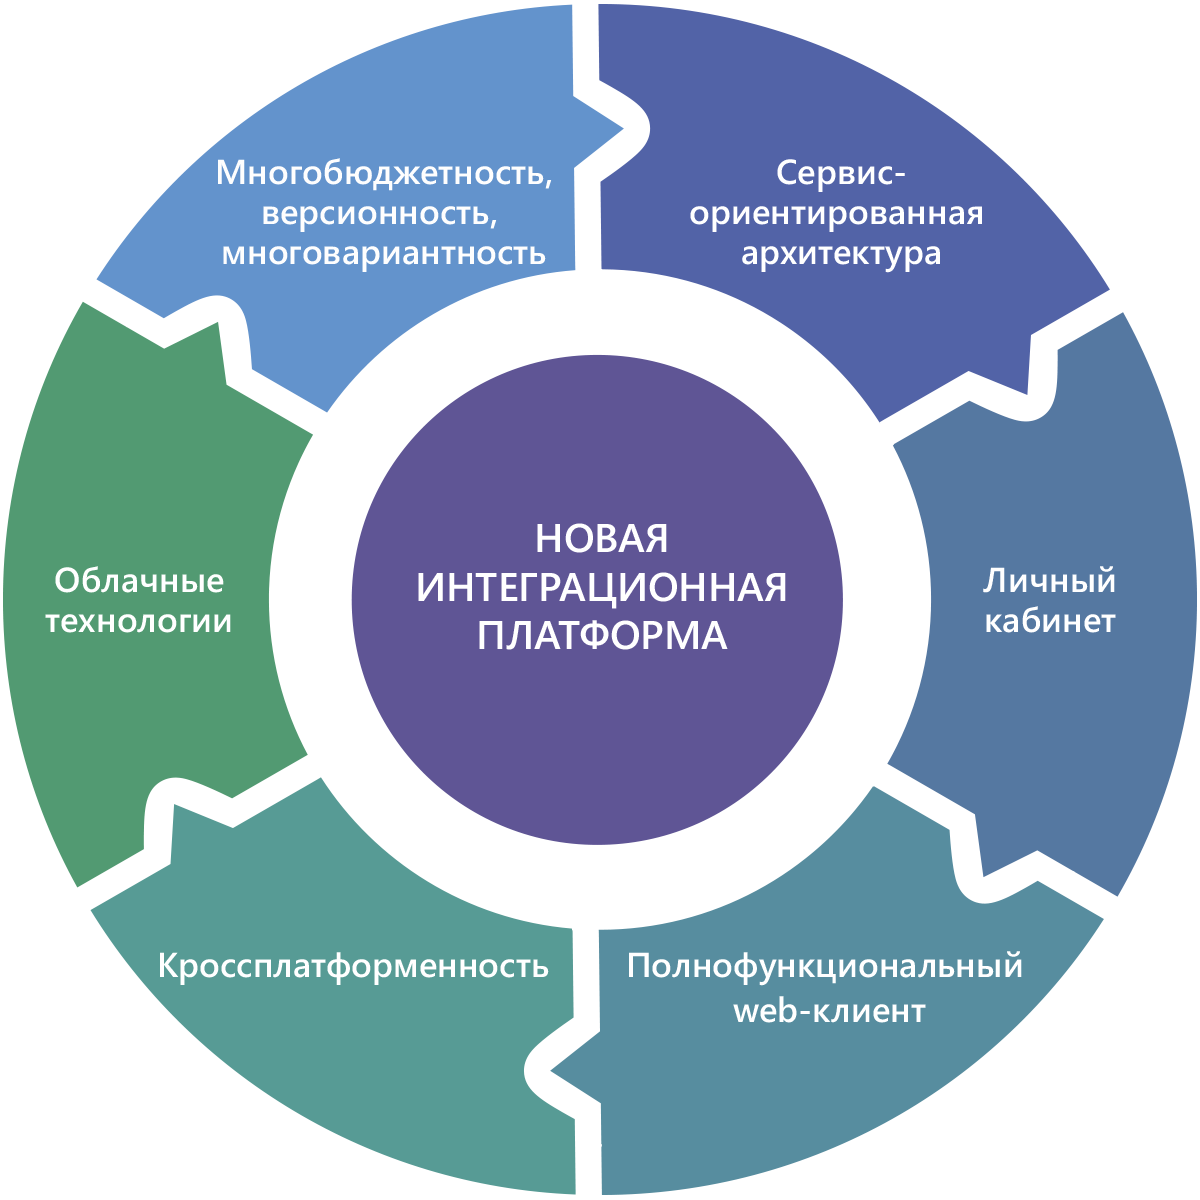 Многобюджетность,
версионность,
многовариантность
Сервис-
ориентированная
архитектура
Облачные
технологии
НОВАЯ
ИНТЕГРАЦИОННАЯ
ПЛАТФОРМА
Личный
кабинет
Кроссплатформенность
Полнофункциональный
web-клиент